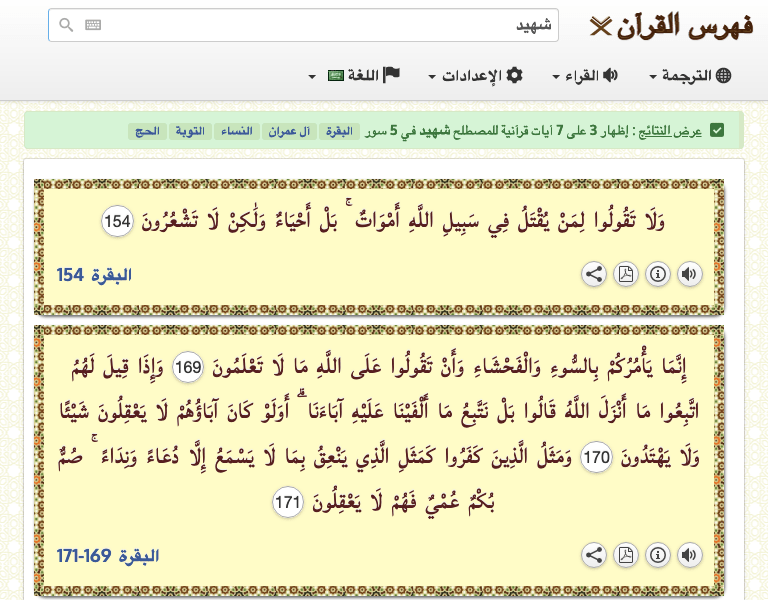 فهرس القرآن
شهيد
الترجمة القراء الإعدادات اللغة
عرض النتائج : إظهار 3 على 7 آيات قرآنية للمصطلح شهيد في 5 سور البقرة آل عمران النساء التوبة الحج
وَلَا تَقُولُوا لِمَنْ يُقْتَلُ فِي سَبِيلِ اللَّهِ أَمْوَاتٌ ۚ بَلْ أَحْيَاءٌ وَلَٰكِنْ لَا تَشْعُرُونَ 154
البقرة 154
إِنَّمَا يَأْمُرُكُمْ بِالسُّوءِ وَالْفَحْشَاءِ وَأَنْ تَقُولُوا عَلَى اللَّهِ مَا لَا تَعْلَمُونَ 169 وَإِذَا قِيلَ لَهُمُ
اتَّبِعُوا مَا أَنْزَلَ اللَّهُ قَالُوا بَلْ نَتَّبِعُ مَا أَلْفَيْنَا عَلَيْهِ آبَاءَنَا ۗ أَوَلَوْ كَانَ آبَاؤُهُمْ لَا يَعْقِلُونَ شَيْئًا
وَلَا يَهْتَدُونَ 170 وَمَثَلُ الَّذِينَ كَفَرُوا كَمَثَلِ الَّذِي يَنْعِقُ بِمَا لَا يَسْمَعُ إِلَّا دُعَاءً وَنِدَاءً ۚ صُمٌّ
بُكْمٌ عُمْيٌ فَهُمْ لَا يَعْقِلُونَ 171
البقرة 169-171